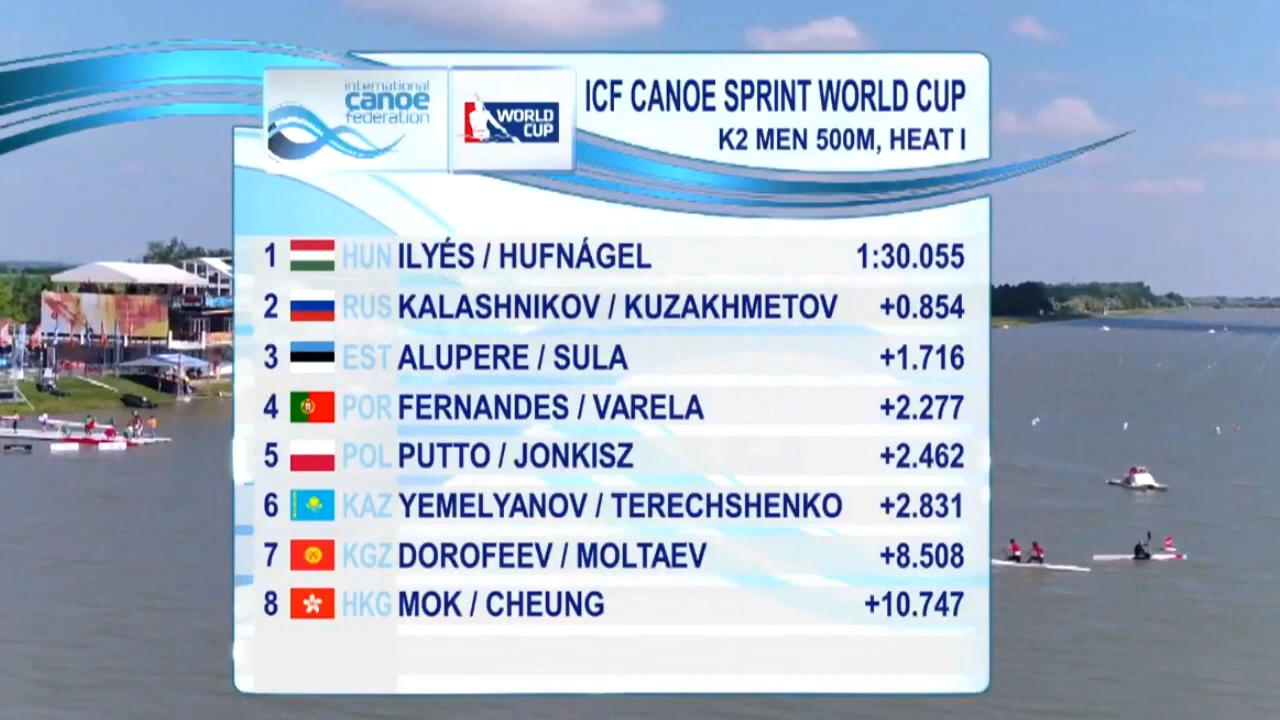 international
canoe
federation
WORLD
CUP
ICF CANOE SPRINT WORLD CUP
K2 MEN 500M, HEAT I
1 HUN ILYÉS / HUFNÁGEL 1:30.055
2 RUS KALASHNIKOV / KUZAKHMETOV +0.854
3 EST ALUPERE / SULA +1.716
4 POR FERNANDES / VARELA +2.277
5 POL PUTTO / JONKISZ +2.462
6 KAZ YEMELYANOV / TERECHSHENKO +2.831
7 KGZ DOROFEEV / MOLTAEV +8.508
8 HKG MOK / CHEUNG +10.747